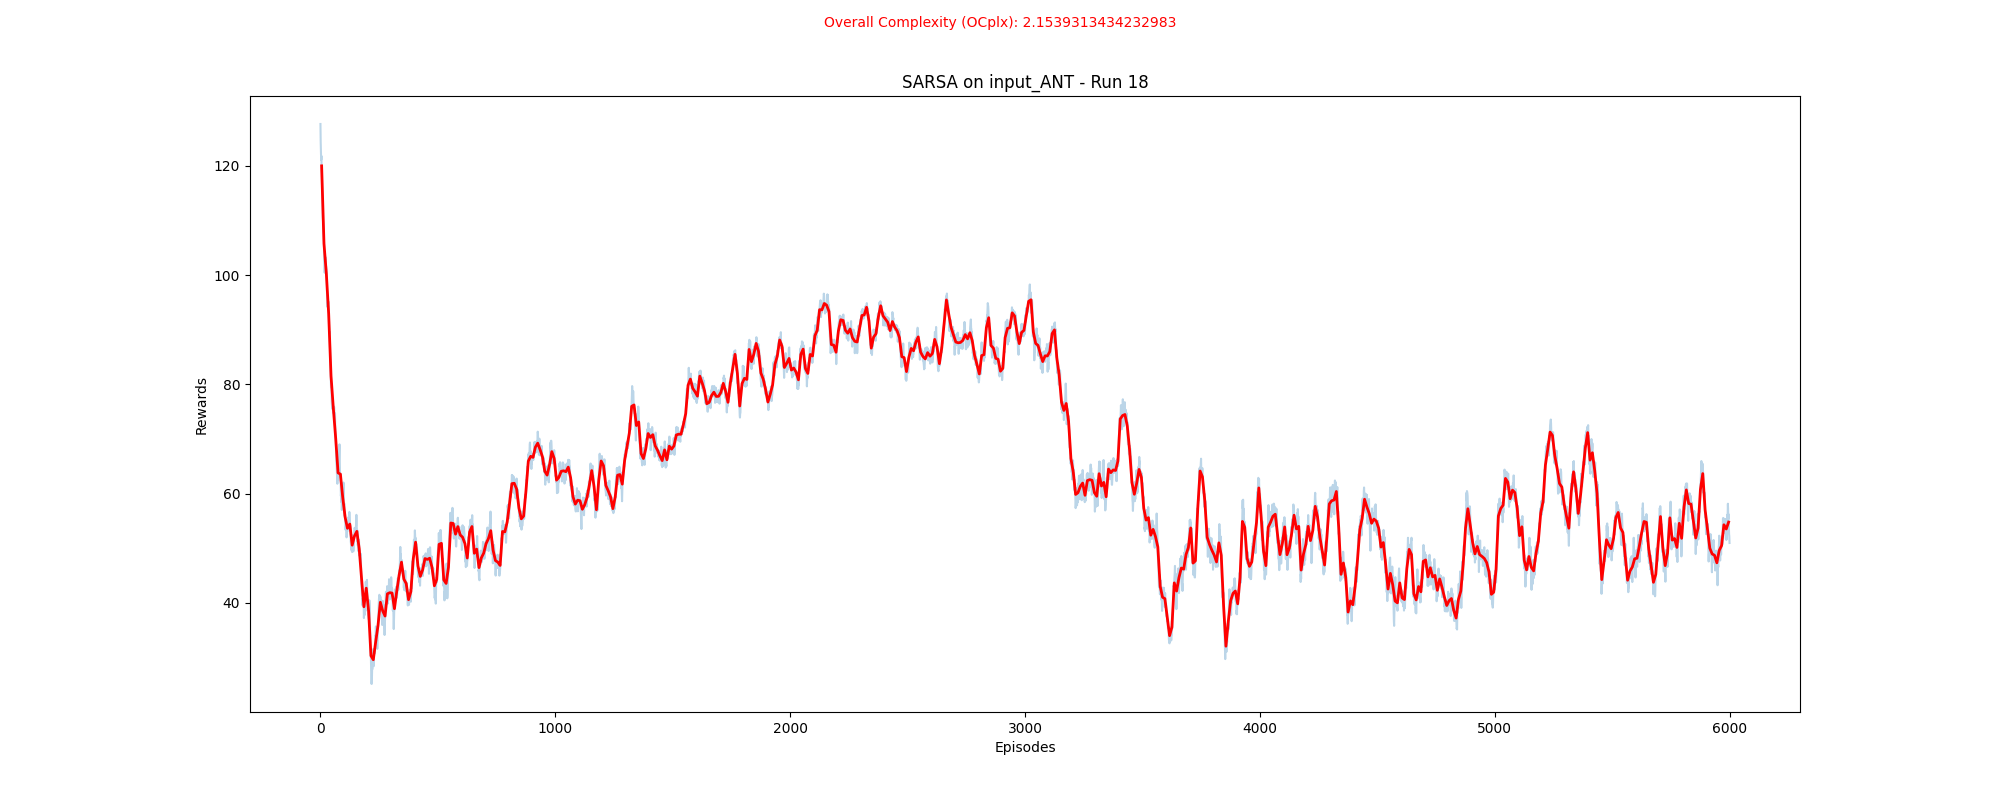 Overall Complexity (OCplx): 2.1539313434232983
SARSA on input_ANT - Run 18
120
100
80
60
40
Rewards
0 1000 2000 3000 4000 5000 6000
Episodes